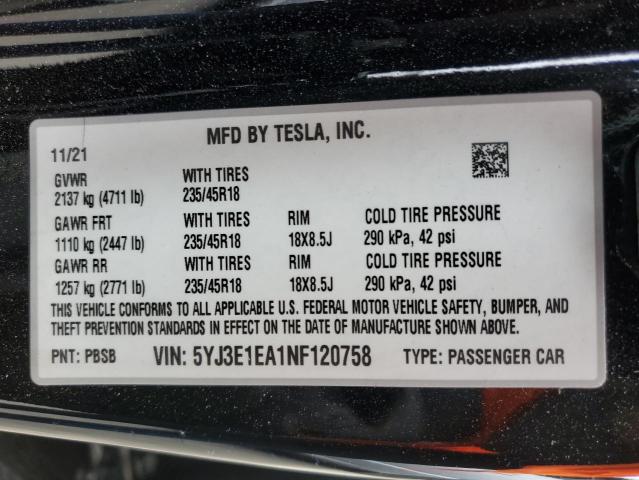 MFD BY TESLA, INC.
11/21
GVWR WITH TIRES
2137 kg (4711 lb) 235/45R18
GAWR FRT WITH TIRES RIM COLD TIRE PRESSURE
1110 kg (2447 lb) 235/45R18 18X8.5J 290 kPa, 42 psi
GAWR RR WITH TIRES RIM COLD TIRE PRESSURE
1257 kg (2771 lb) 235/45R18 18X8.5J 290 kPa, 42 psi
THIS VEHICLE CONFORMS TO ALL APPLICABLE U.S. FEDERAL MOTOR VEHICLE SAFETY, BUMPER, AND
THEFT PREVENTION STANDARDS IN EFFECT ON THE DATE OF MANUFACTURE SHOWN ABOVE.
PNT: PBSB VIN: 5YJ3E1EA1NF120758 TYPE: PASSENGER CAR